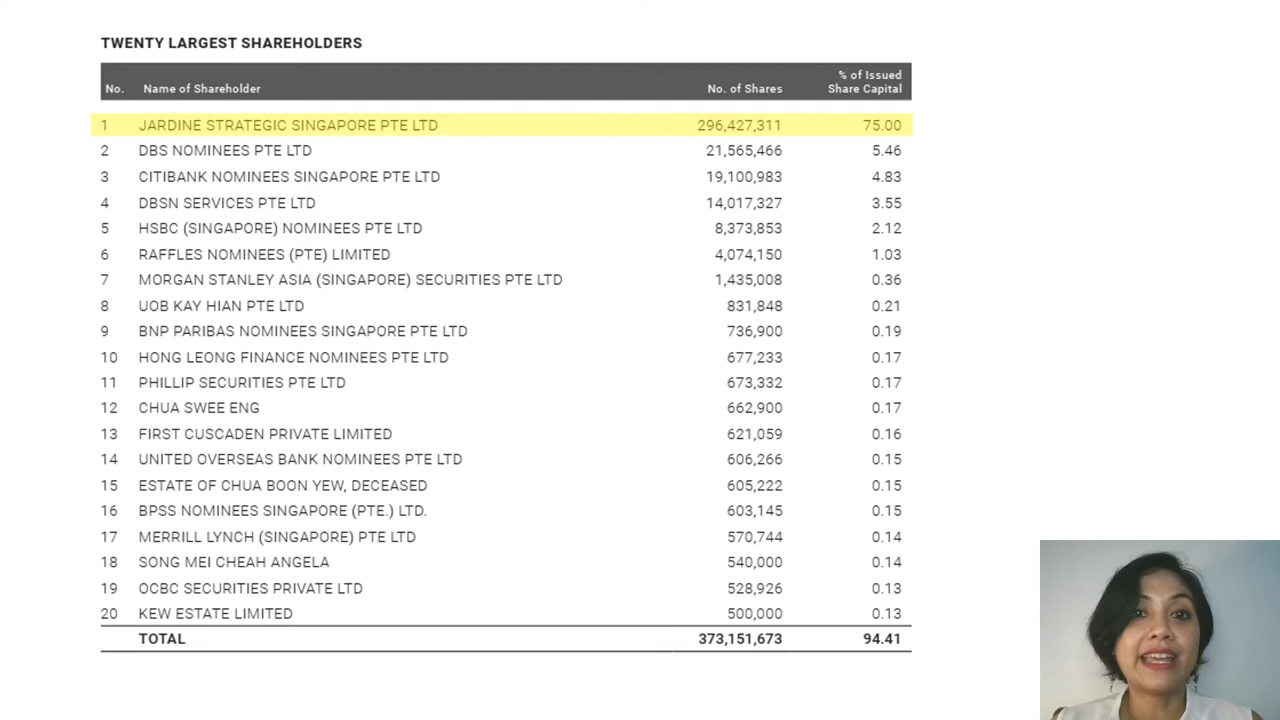 TWENTY LARGEST SHAREHOLDERS
No. Name of Shareholder No. of Shares % of Issued Share Capital
1 JARDINE STRATEGIC SINGAPORE PTE LTD 296,427,311 75.00
2 DBS NOMINEES PTE LTD 21,565,466 5.46
3 CITIBANK NOMINEES SINGAPORE PTE LTD 19,100,983 4.83
4 DBSN SERVICES PTE LTD 14,017,327 3.55
5 HSBC (SINGAPORE) NOMINEES PTE LTD 8,373,853 2.12
6 RAFFLES NOMINEES (PTE) LIMITED 4,074,150 1.03
7 MORGAN STANLEY ASIA (SINGAPORE) SECURITIES PTE LTD 1,435,008 0.36
8 UOB KAY HIAN PTE LTD 831,848 0.21
9 BNP PARIBAS NOMINEES SINGAPORE PTE LTD 736,900 0.19
10 HONG LEONG FINANCE NOMINEES PTE LTD 677,233 0.17
11 PHILLIP SECURITIES PTE LTD 673,332 0.17
12 CHUA SWEE ENG 662,900 0.17
13 FIRST CUSCADEN PRIVATE LIMITED 621,059 0.16
14 UNITED OVERSEAS BANK NOMINEES PTE LTD 606,266 0.15
15 ESTATE OF CHUA BOON YEW, DECEASED 605,222 0.15
16 BPSS NOMINEES SINGAPORE (PTE.) LTD. 603,145 0.15
17 MERRILL LYNCH (SINGAPORE) PTE LTD 570,744 0.14
18 SONG MEI CHEAH ANGELA 540,000 0.14
19 OCBC SECURITIES PRIVATE LTD 528,926 0.13
20 KEW ESTATE LIMITED 500,000 0.13
TOTAL 373,151,673 94.41